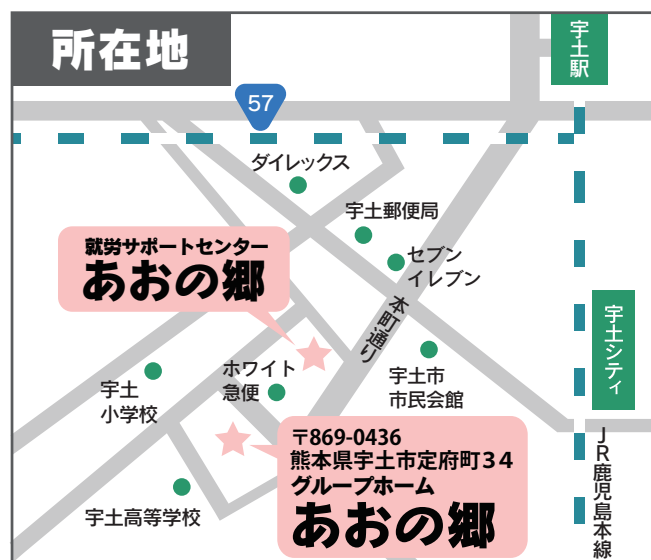 所在地
宇土駅
57
ダイレックス
宇土郵便局
セブン
イレブン
就労サポートセンター
あおの郷
本町通り
宇土シティ
宇土
小学校
ホワイト
急便
宇土市
市民会館
〒869-0436
熊本県宇土市定府町34
グループホーム
あおの郷
宇土高等学校
JR鹿児島本線